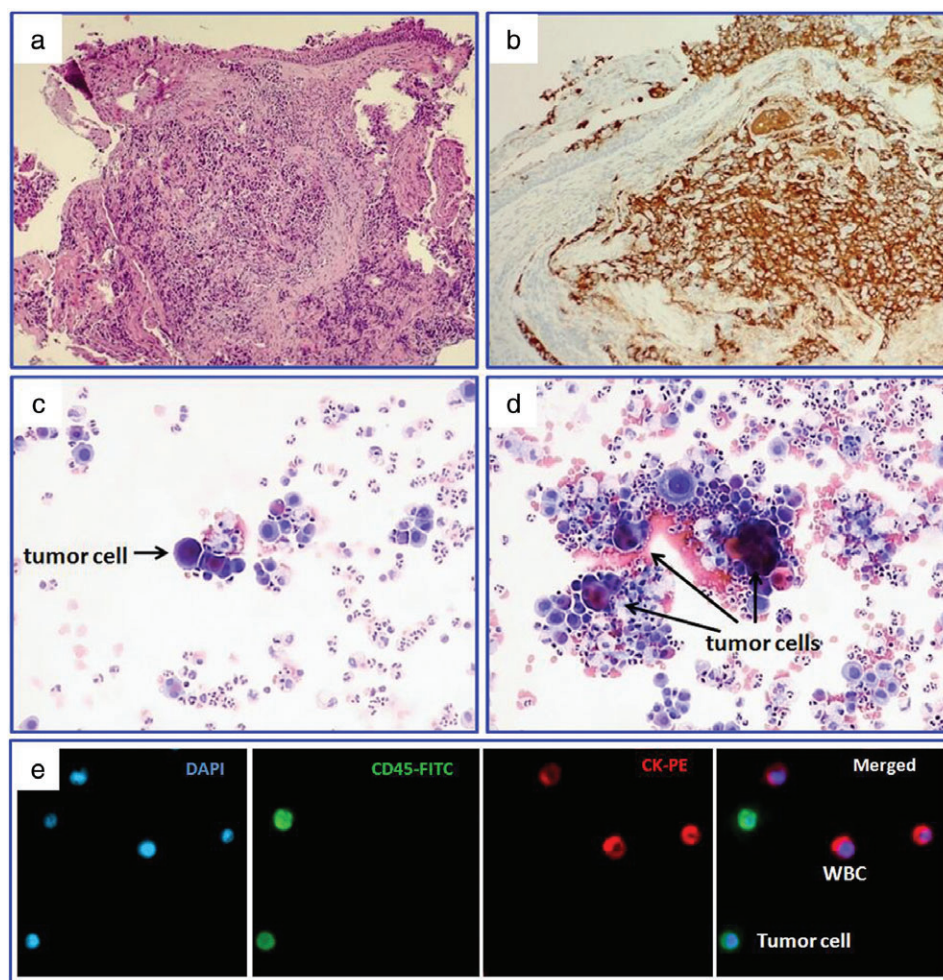 a
b
c
tumor cell
d
tumor cells
e
DAPI
CD45-FITC
CK-PE
Merged
WBC
Tumor cell